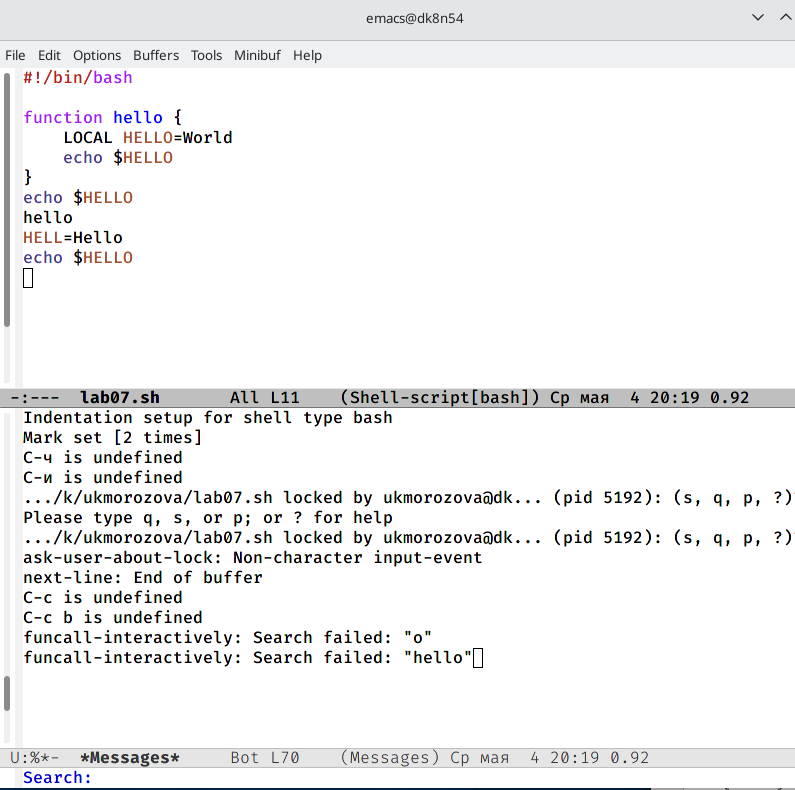 emacs@dk8n54
File Edit Options Buffers Tools Minibuf Help
#!/bin/bash
function hello {
    LOCAL HELLO=World
    echo $HELLO
}
echo $HELLO
hello
HELL=Hello
echo $HELLO
-:--- lab07.sh All L11 (Shell-script[bash]) Ср мая 4 20:19 0.92
Indentation setup for shell type bash
Mark set [2 times]
C-ч is undefined
C-и is undefined
.../k/ukmorozova/lab07.sh locked by ukmorozova@dk... (pid 5192): (s, q, p, ?)
Please type q, s, or p; or ? for help
.../k/ukmorozova/lab07.sh locked by ukmorozova@dk... (pid 5192): (s, q, p, ?)
ask-user-about-lock: Non-character input-event
next-line: End of buffer
C-c is undefined
C-c b is undefined
funcall-interactively: Search failed: "o"
funcall-interactively: Search failed: "hello"
U:%*- *Messages* Bot L70 (Messages) Ср мая 4 20:19 0.92
Search: